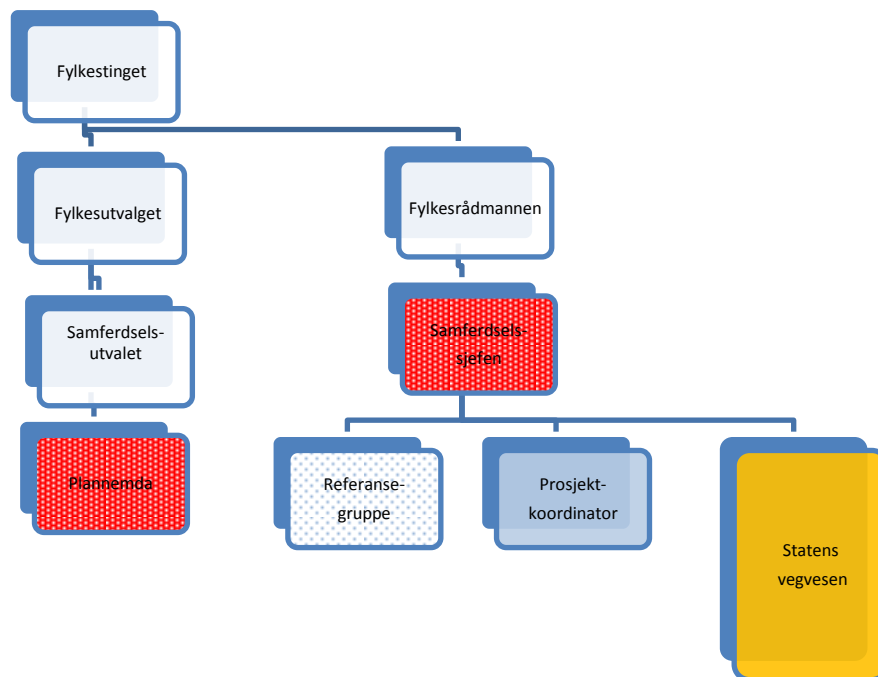 Fylkestinget
Fylkesutvalget
Fylkesrådmannen
Samferdsels-
utvalet
Samferdsels-
sjefen
Plannemda
Referanse-
gruppe
Prosjekt-
koordinator
Statens
vegvesen